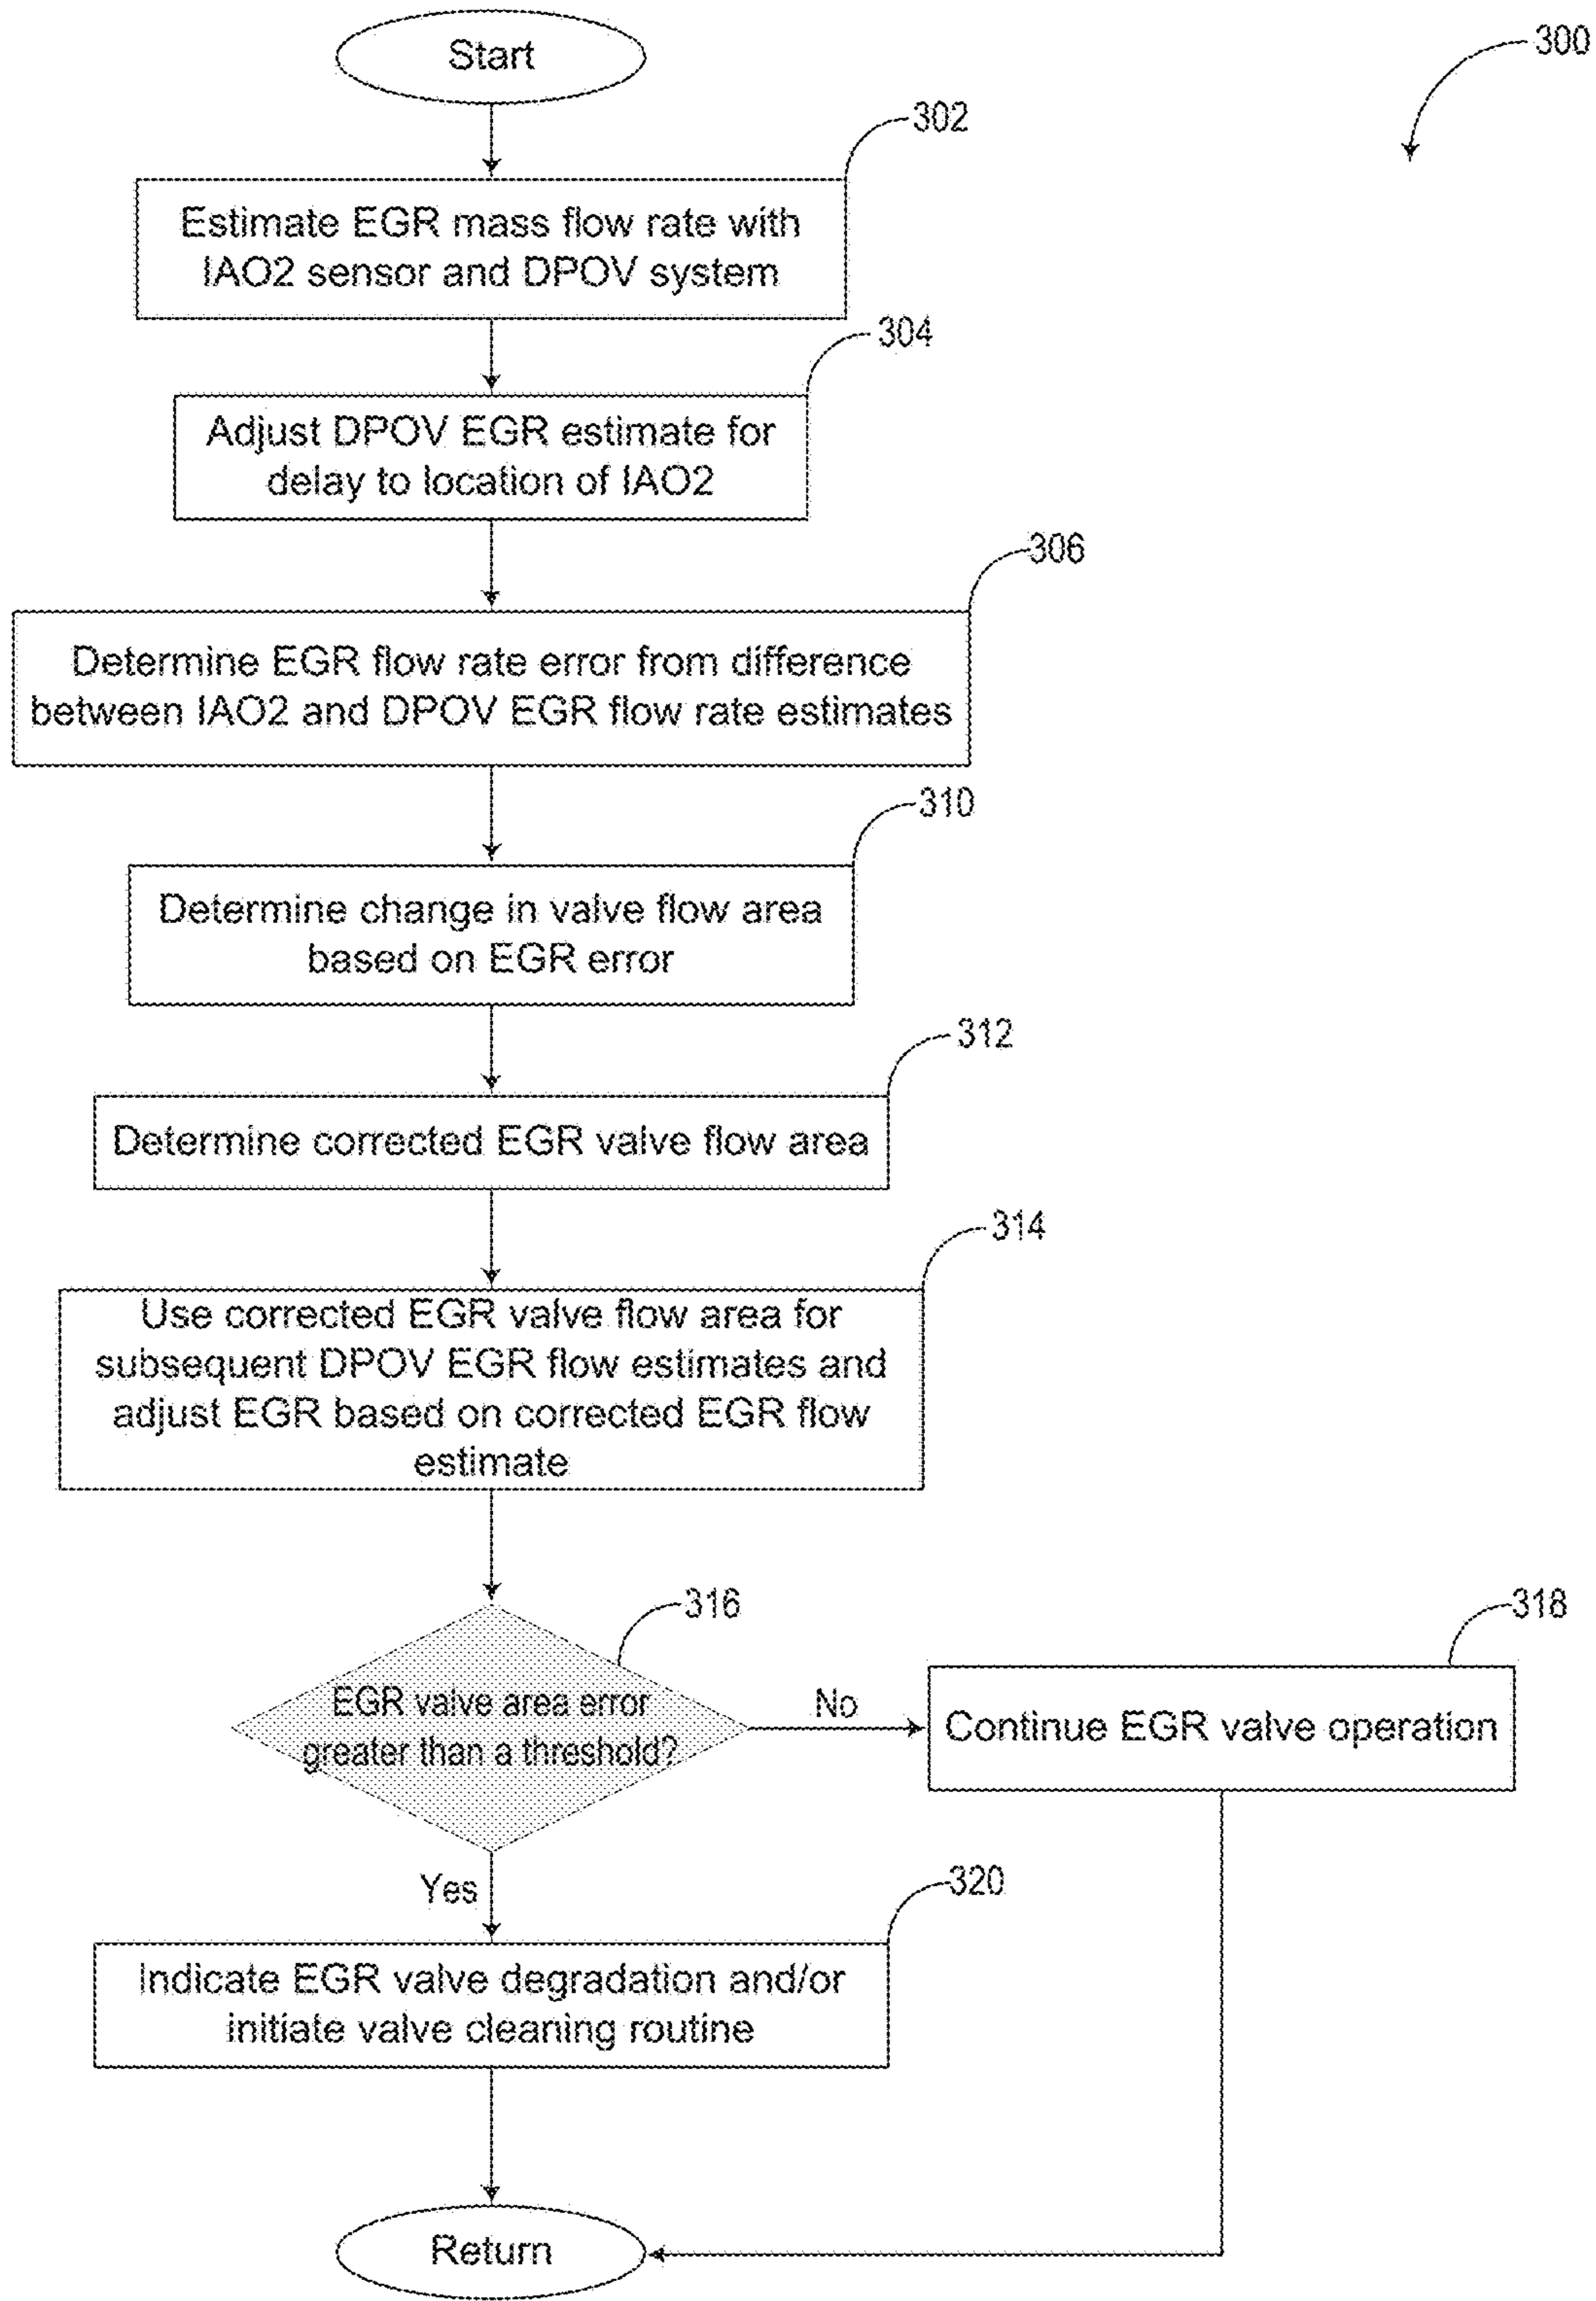 Start
300
302
Estimate EGR mass flow rate with
IAO2 sensor and DPOV system
304
Adjust DPOV EGR estimate for
delay to location of IAO2
306
Determine EGR flow rate error from difference
between IAO2 and DPOV EGR flow rate estimates
310
Determine change in valve flow area
based on EGR error
312
Determine corrected EGR valve flow area
314
Use corrected EGR valve flow area for
subsequent DPOV EGR flow estimates and
adjust EGR based on corrected EGR flow
estimate
316
EGR valve area error
greater than a threshold?
No
318
Continue EGR valve operation
Yes
320
Indicate EGR valve degradation and/or
initiate valve cleaning routine
Return